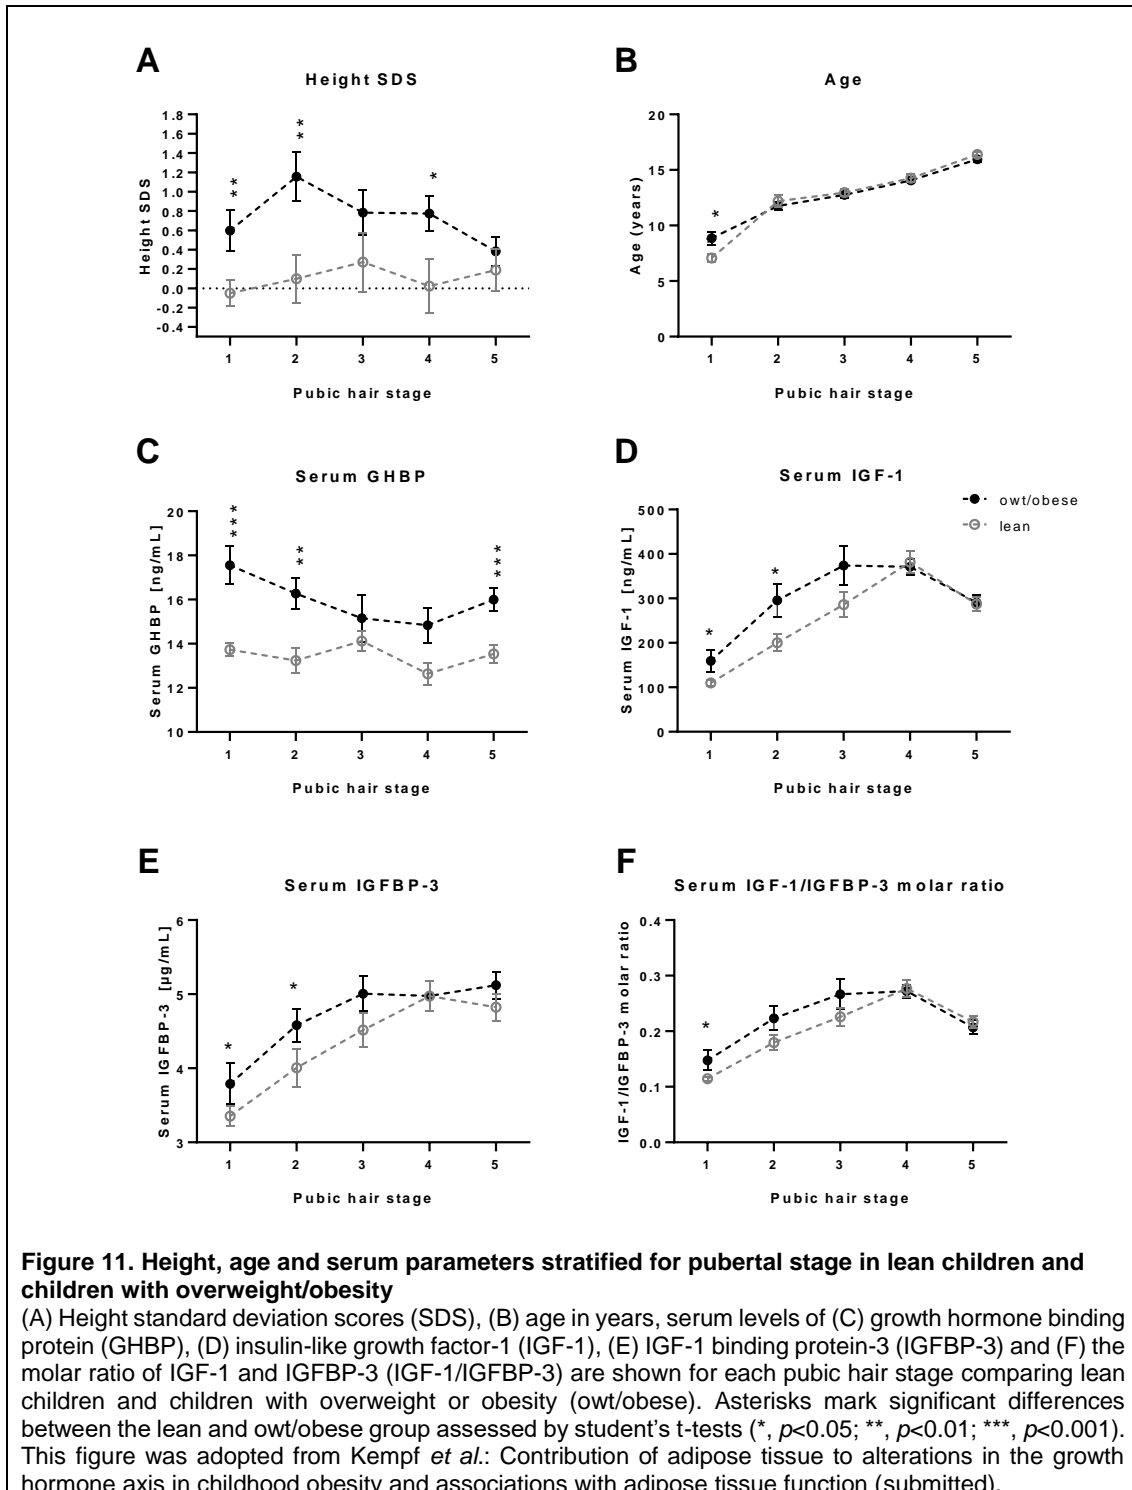 A
Height SDS
1.8
1.6
1.4
1.2
1.0
0.8
0.6
0.4
0.2
0.0
-0.2
-0.4
Height SDS
**
**
*
1 2 3 4 5
Pubic hair stage
B
Age
20
15
10
5
0
Age (years)
*
1 2 3 4 5
Pubic hair stage
C
Serum GHBP
20
18
16
14
12
10
Serum GHBP [ng/mL]
***
**
***
1 2 3 4 5
Pubic hair stage
D
Serum IGF-1
500
400
300
200
100
0
Serum IGF-1 [ng/mL]
*
*
owt/obese
lean
1 2 3 4 5
Pubic hair stage
E
Serum IGFBP-3
6
5
4
3
Serum IGFBP-3 [µg/mL]
*
*
1 2 3 4 5
Pubic hair stage
F
Serum IGF-1/IGFBP-3 molar ratio
0.4
0.3
0.2
0.1
0.0
IGF-1/IGFBP-3 molar ratio
*
1 2 3 4 5
Pubic hair stage
Figure 11. Height, age and serum parameters stratified for pubertal stage in lean children and
children with overweight/obesity
(A) Height standard deviation scores (SDS), (B) age in years, serum levels of (C) growth hormone binding
protein (GHBP), (D) insulin-like growth factor-1 (IGF-1), (E) IGF-1 binding protein-3 (IGFBP-3) and (F) the
molar ratio of IGF-1 and IGFBP-3 (IGF-1/IGFBP-3) are shown for each pubic hair stage comparing lean
children and children with overweight or obesity (owt/obese). Asterisks mark significant differences
between the lean and owt/obese group assessed by student's t-tests (*, p<0.05; **, p<0.01; ***, p<0.001).
This figure was adopted from Kempf et al.: Contribution of adipose tissue to alterations in the growth
hormone axis in childhood obesity and associations with adipose tissue function (submitted).